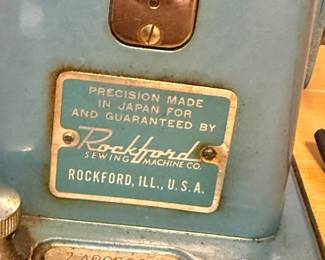 PRECISION MADE
IN JAPAN FOR
AND GUARANTEED BY
Rockford
SEWING MACHINE CO.
ROCKFORD, ILL., U.S.A.